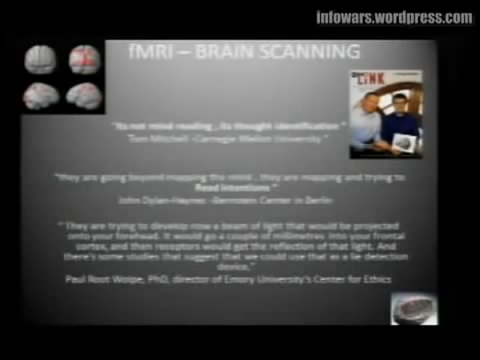 infowars.wordpress.com
fMRI – BRAIN SCANNING
LINK
"Its not mind reading.. its thought identification "
Tom Mitchell -Carnegie Mellon University "
"they are going beyond mapping the mind.. they are mapping and trying to
Read Intentions "
John Dylan-Haynes -Bernstein Center in Berlin
"They are trying to develop now a beam of light that would be projected
onto your forehead. It would go a couple of millimetres into your frontal
cortex, and then receptors would get the reflection of that light. And
there's some studies that suggest that we could use that as a lie detection
device."
Paul Root Wolpe, PhD, director of Emory University's Center for Ethics